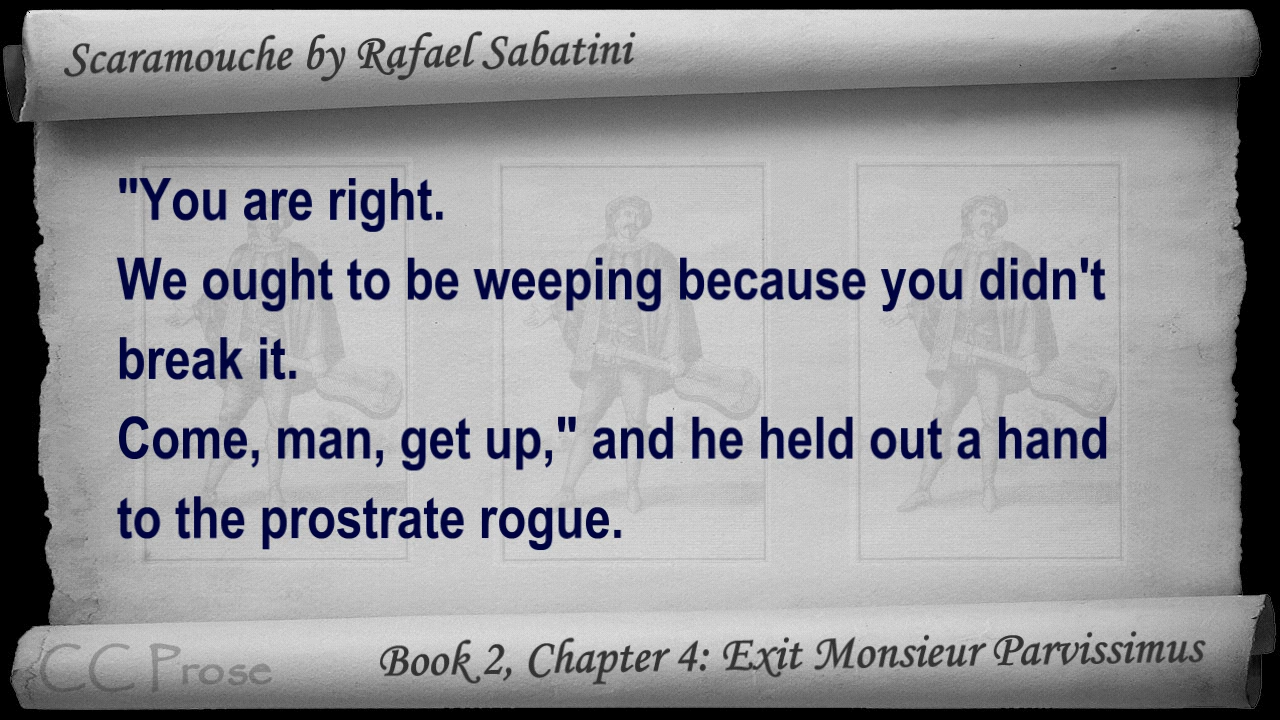 Scaramouche by Rafael Sabatini
"You are right.
We ought to be weeping because you didn't
break it.
Come, man, get up," and he held out a hand
to the prostrate rogue.
CC Prose
Book 2, Chapter 4: Exit Monsieur Parvissimus